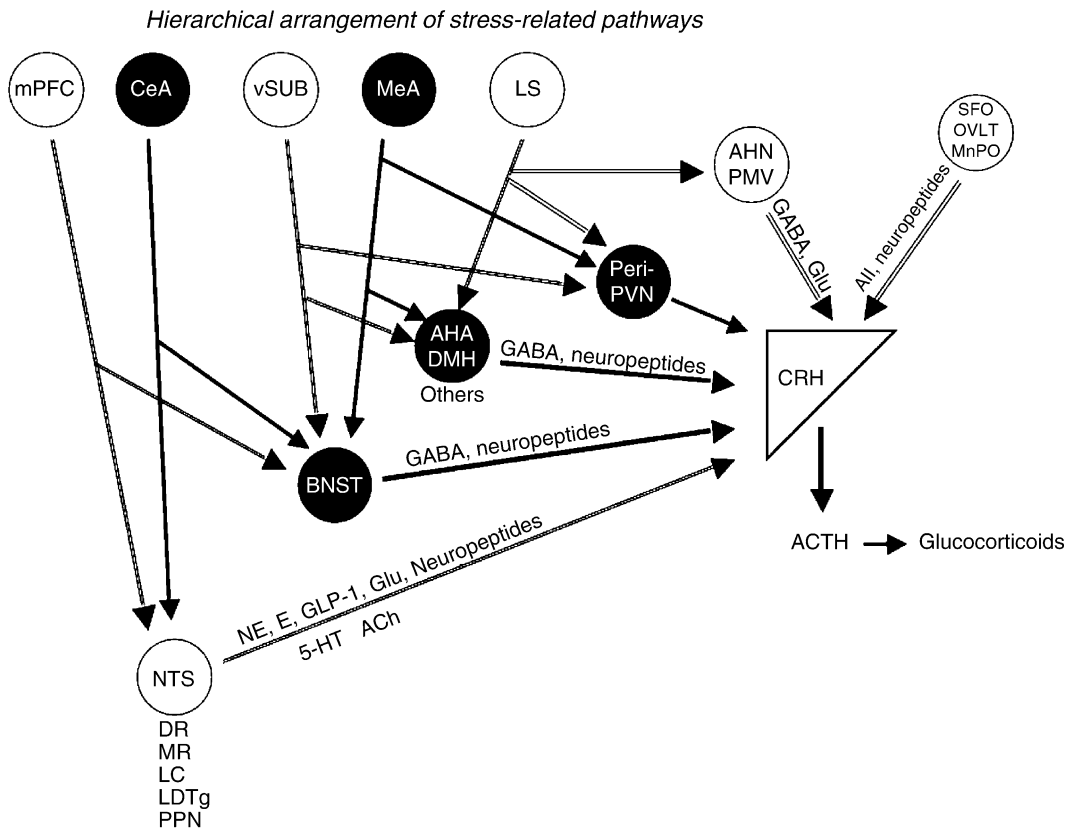 Hierarchical arrangement of stress-related pathways
mPFC
CeA
vSUB
MeA
LS
SFO
OVLT
MnPO
AHN
PMV
GABA, Glu
AII, neuropeptides
Peri-
PVN
AHA
DMH
Others
GABA, neuropeptides
CRH
BNST
GABA, neuropeptides
ACTH
Glucocorticoids
NE, E, GLP-1, Glu, Neuropeptides
5-HT ACh
NTS
DR
MR
LC
LDTg
PPN